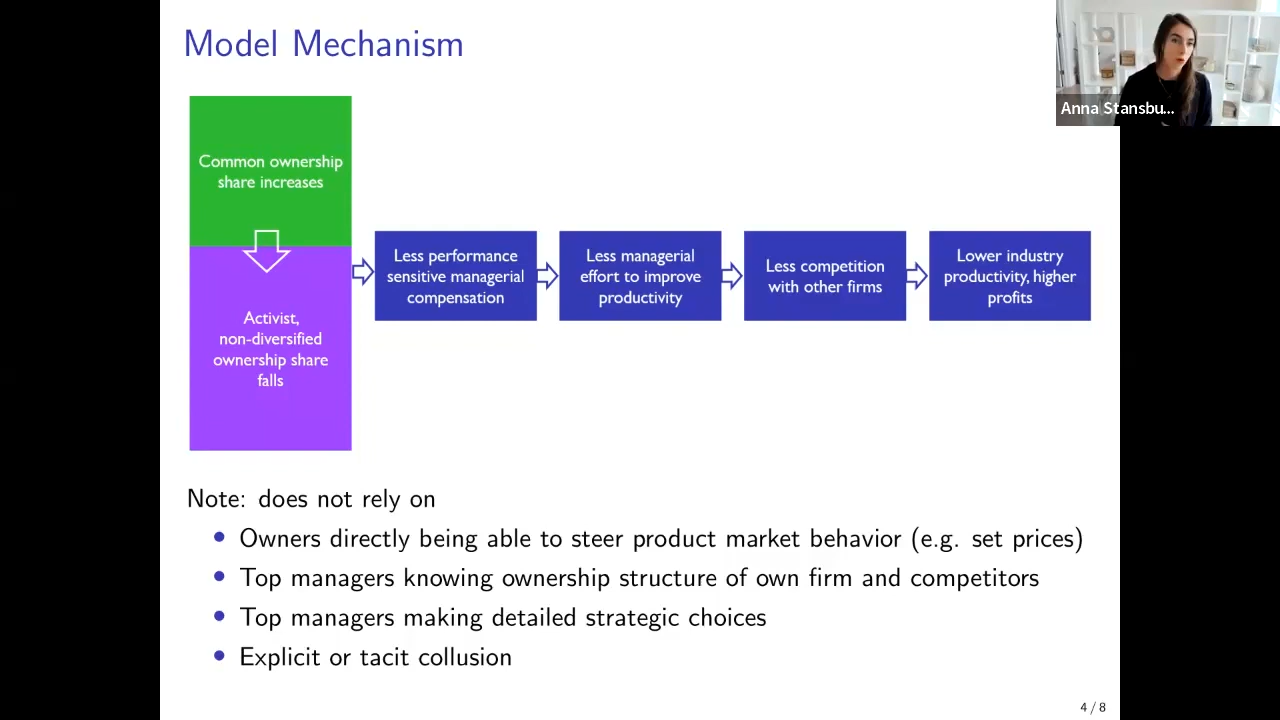 Model Mechanism
Anna Stansbu...
Common ownership
share increases
Activist,
non-diversified
ownership share
falls
Less performance
sensitive managerial
compensation
Less managerial
effort to improve
productivity
Less competition
with other firms
Lower industry
productivity, higher
profits
Note: does not rely on
Owners directly being able to steer product market behavior (e.g. set prices)
Top managers knowing ownership structure of own firm and competitors
Top managers making detailed strategic choices
Explicit or tacit collusion
4 / 8